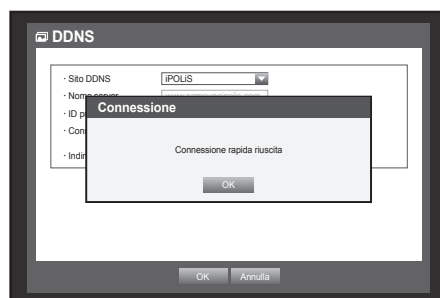 DDNS
· Sito DDNS iPOLiS
· Nome server
Connessione
· ID p
· Con
Connessione rapida riuscita
· Indir
OK
OK Annulla